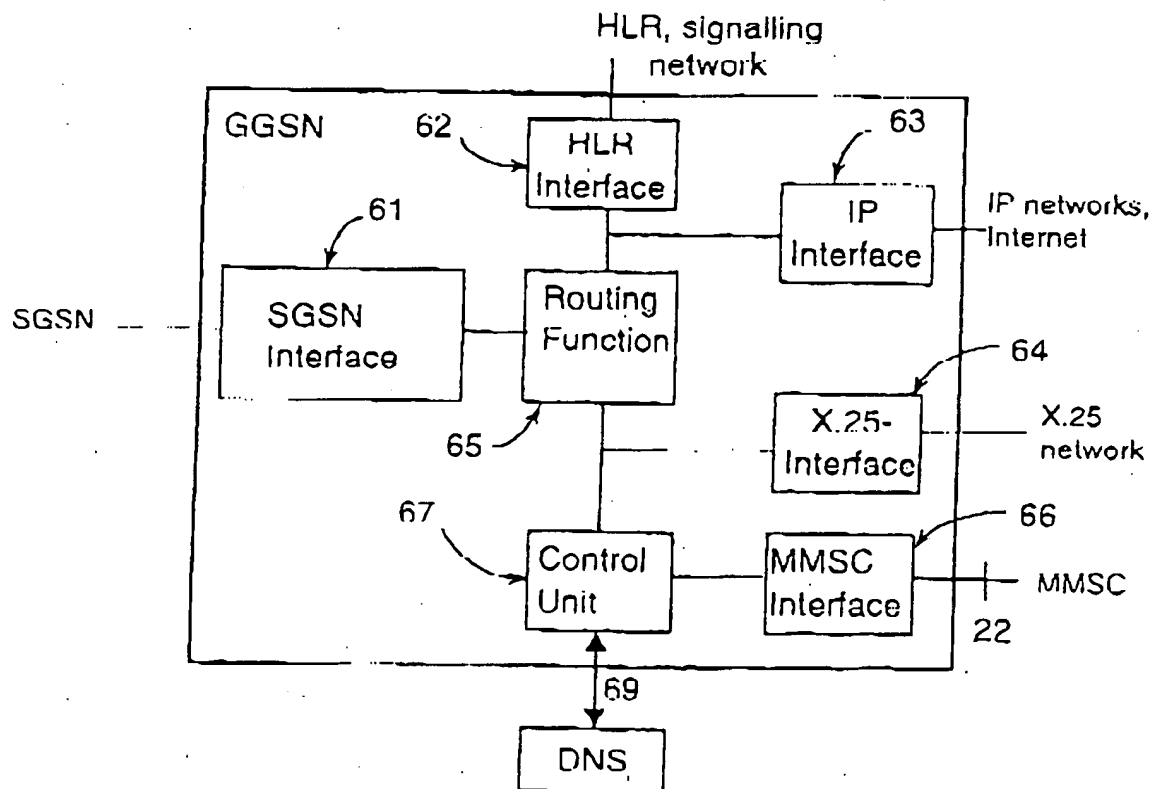 HLR, signalling
network
GGSN
62
HLR
Interface
63
IP
Interface
IP networks,
Internet
61
SGSN
SGSN
Interface
Routing
Function
65
64
X.25-
Interface
X.25
network
67
Control
Unit
66
MMSC
Interface
MMSC
22
69
DNS